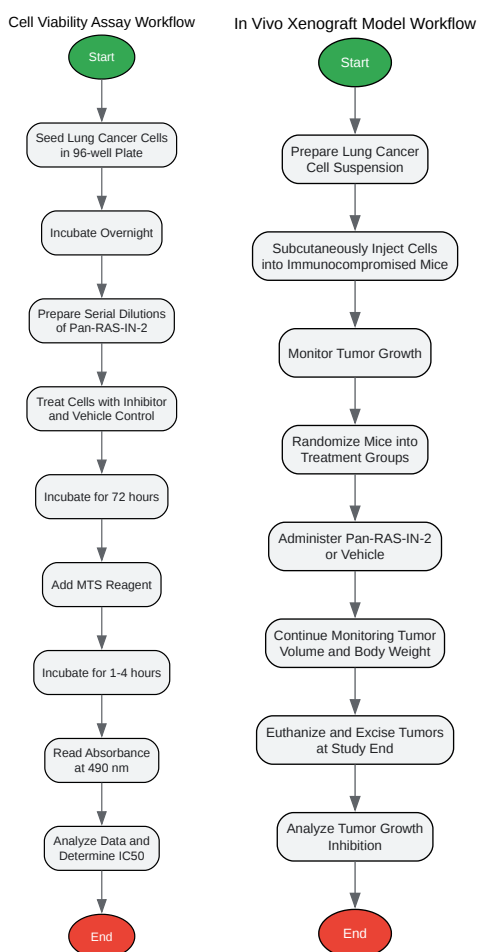 Cell Viability Assay Workflow
Start
Seed Lung Cancer Cells
in 96-well Plate
Incubate Overnight
Prepare Serial Dilutions
of Pan-RAS-IN-2
Treat Cells with Inhibitor
and Vehicle Control
Incubate for 72 hours
Add MTS Reagent
Incubate for 1-4 hours
Read Absorbance
at 490 nm
Analyze Data and
Determine IC50
End
In Vivo Xenograft Model Workflow
Start
Prepare Lung Cancer
Cell Suspension
Subcutaneously Inject Cells
into Immunocompromised Mice
Monitor Tumor Growth
Randomize Mice into
Treatment Groups
Administer Pan-RAS-IN-2
or Vehicle
Continue Monitoring Tumor
Volume and Body Weight
Euthanize and Excise Tumors
at Study End
Analyze Tumor Growth
Inhibition
End